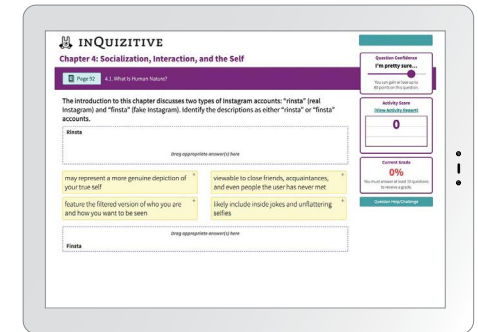 INQUIZITIVE
Chapter 4: Socialization, Interaction, and the Self
Page 92 4.1. What Is Human Nature?
The introduction to this chapter discusses two types of Instagram accounts: "rinsta" (real
Instagram) and "finsta" (fake Instagram). Identify the descriptions as either "rinsta" or "finsta"
accounts.
Rinsta
Drag appropriate answer(s) here
may represent a more genuine depiction of
your true self
viewable to close friends, acquaintances,
and even people the user has never met
feature the filtered version of who you are
and how you want to be seen
likely include inside jokes and unflattering
selfies
Drag appropriate answer(s) here
Finsta
Question Confidence
I'm pretty sure...
You can gain or lose up to
80 points on this question.
Activity Score
(View Activity Report)
0
Current Grade
0%
You must answer at least 10 questions
to receive a grade.
Question Help/Challenge